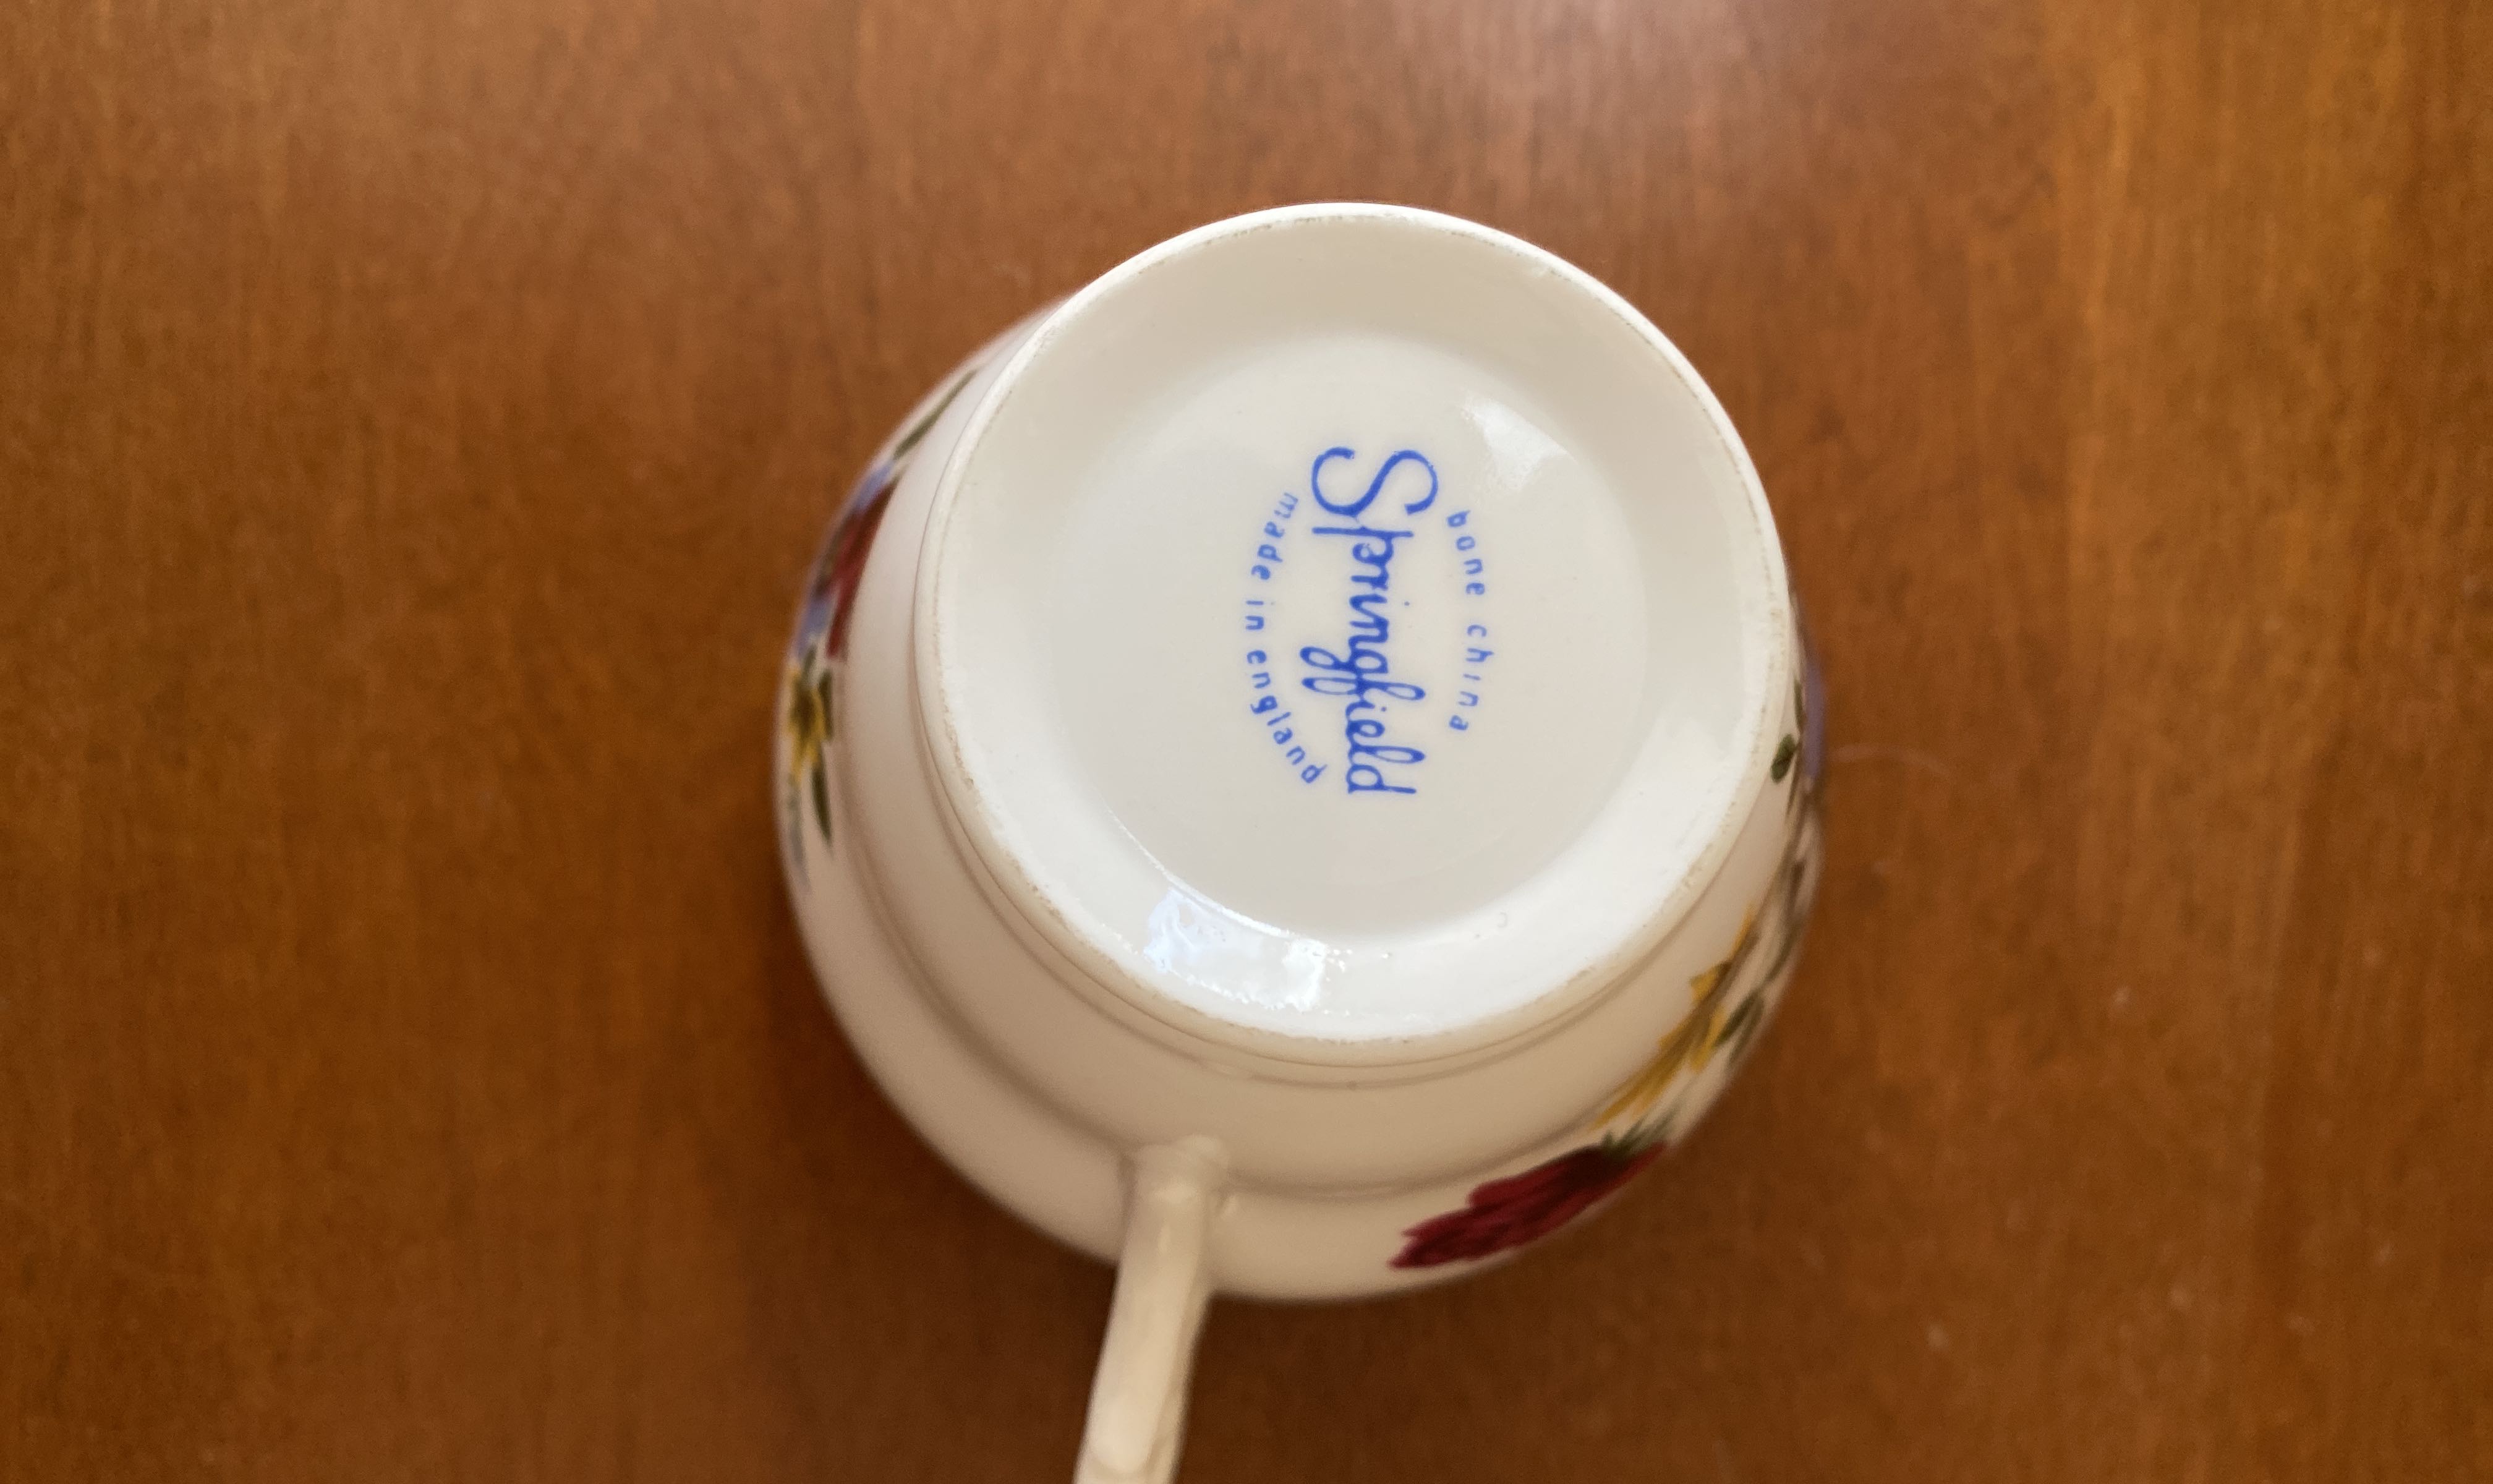 bone china
Springfield
made in england